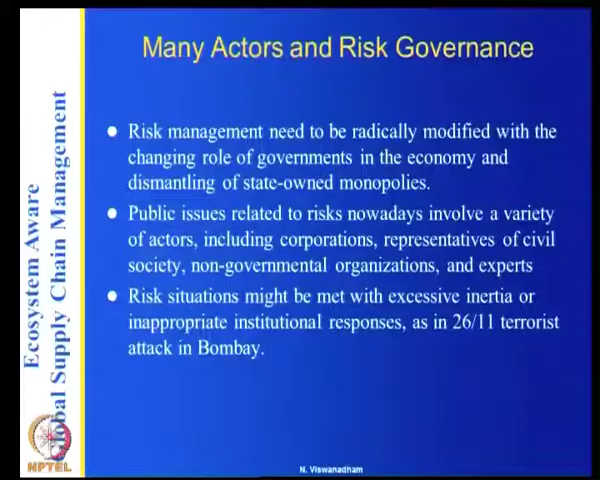 Many Actors and Risk Governance
Risk management need to be radically modified with the
changing role of governments in the economy and
dismantling of state-owned monopolies.
Public issues related to risks nowadays involve a variety
of actors, including corporations, representatives of civil
society, non-governmental organizations, and experts
Risk situations might be met with excessive inertia or
inappropriate institutional responses, as in 26/11 terrorist
attack in Bombay.
Ecosystem Aware
Global Supply Chain Management
NPTEL
N. Viswanadham